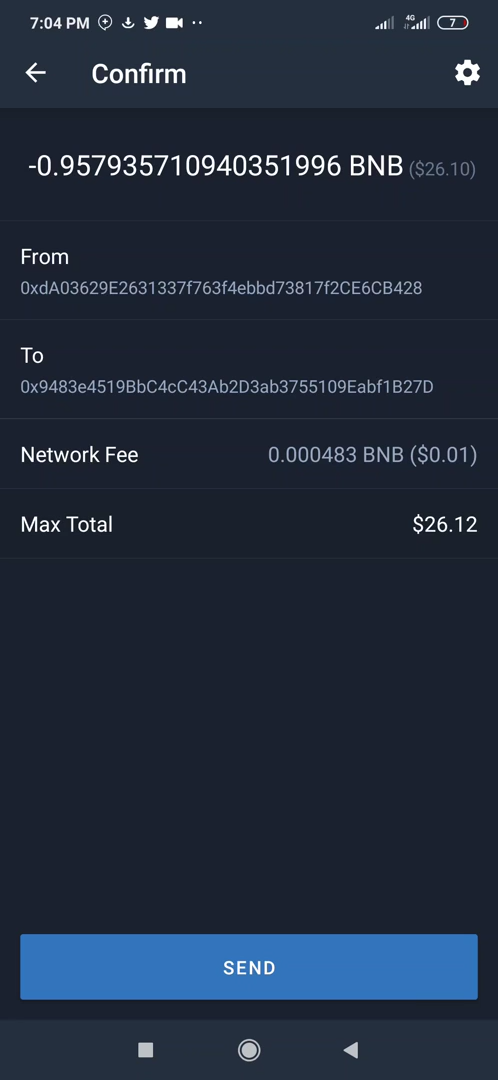 7:04 PM 4G 7
Confirm
-0.957935710940351996 BNB ($26.10)
From
0xdA03629E2631337f763f4ebbd73817f2CE6CB428
To
0x9483e4519BbC4cC43Ab2D3ab3755109Eabf1B27D
Network Fee 0.000483 BNB ($0.01)
Max Total $26.12
SEND